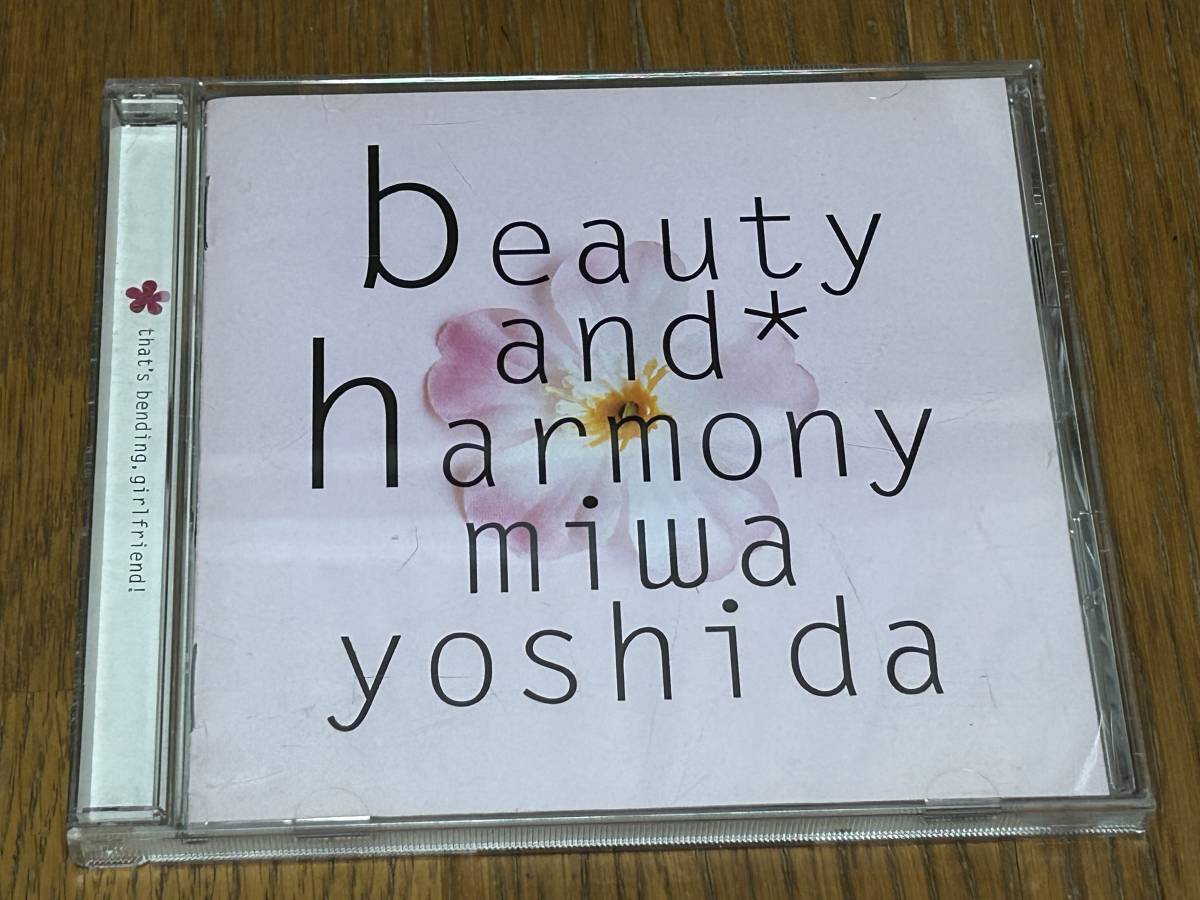 beauty
and*
harmony
miwa
yoshida
that's bending, girlfriend!